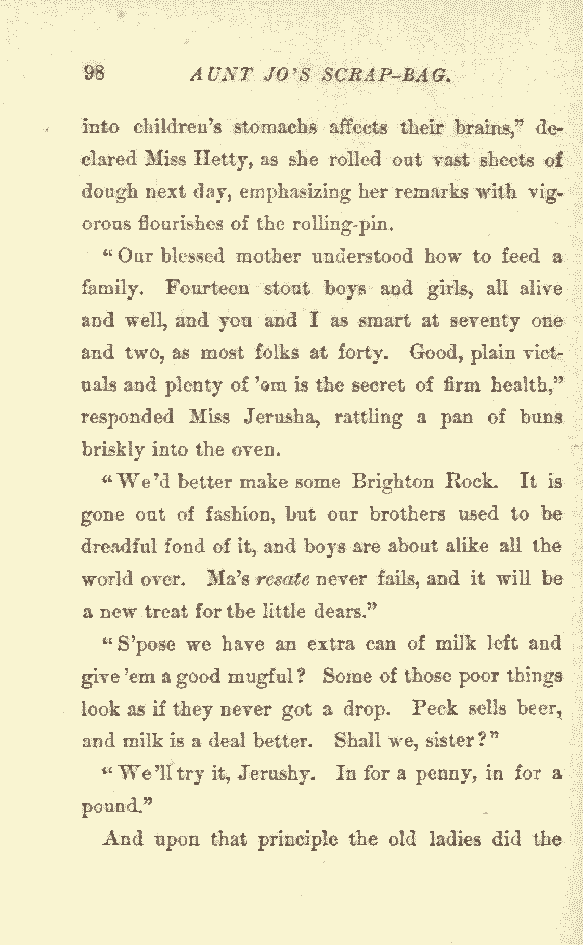 98 AUNT JO'S SCRAP-BAG.
into children's stomachs affects their brains," de-
clared Miss Hetty, as she rolled out vast sheets of
dough next day, emphasizing her remarks with vig-
orous flourishes of the rolling-pin.
"Our blessed mother understood how to feed a
family. Fourteen stout boys and girls, all alive
and well, and you and I as smart at seventy one
and two, as most folks at forty. Good, plain vict-
uals and plenty of 'om is the secret of firm health,"
responded Miss Jerusha, rattling a pan of buns
briskly into the oven.
"We'd better make some Brighton Rock. It is
gone out of fashion, but our brothers used to be
dreadful fond of it, and boys are about alike all the
world over. Ma's resate never fails, and it will be
a new treat for the little dears."
"S'pose we have an extra can of milk left and
give 'em a good mugful? Some of those poor things
look as if they never got a drop. Peck sells beer,
and milk is a deal better. Shall we, sister?"
"We'll try it, Jerushy. In for a penny, in for a
pound."
And upon that principle the old ladies did the